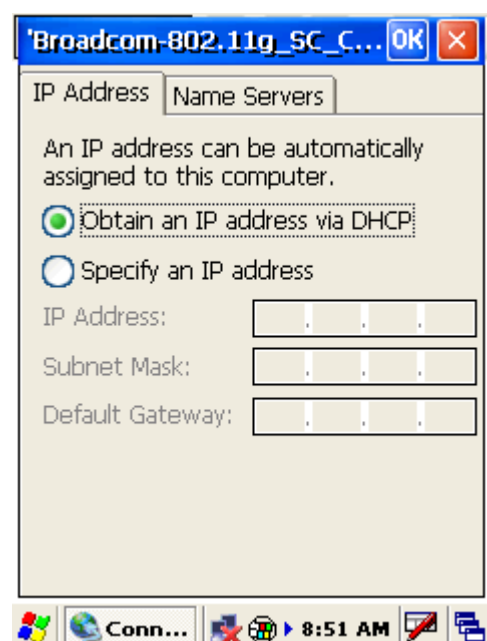 'Broadcom-802.11g_SC_C... OK
IP Address Name Servers
An IP address can be automatically
assigned to this computer.
Obtain an IP address via DHCP
Specify an IP address
IP Address: . . .
Subnet Mask: . . .
Default Gateway: . . .
Conn... 8:51 AM